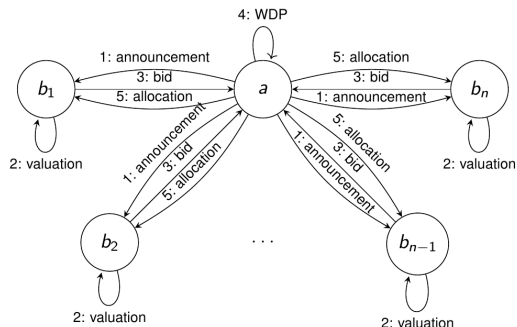 4: WDP
1: announcement
3: bid
5: allocation
5: allocation
3: bid
1: announcement
b₁
a
bₙ
2: valuation
2: valuation
1: announcement
3: bid
5: allocation
5: allocation
3: bid
1: announcement
b₂
. . .
bₙ₋₁
2: valuation
2: valuation